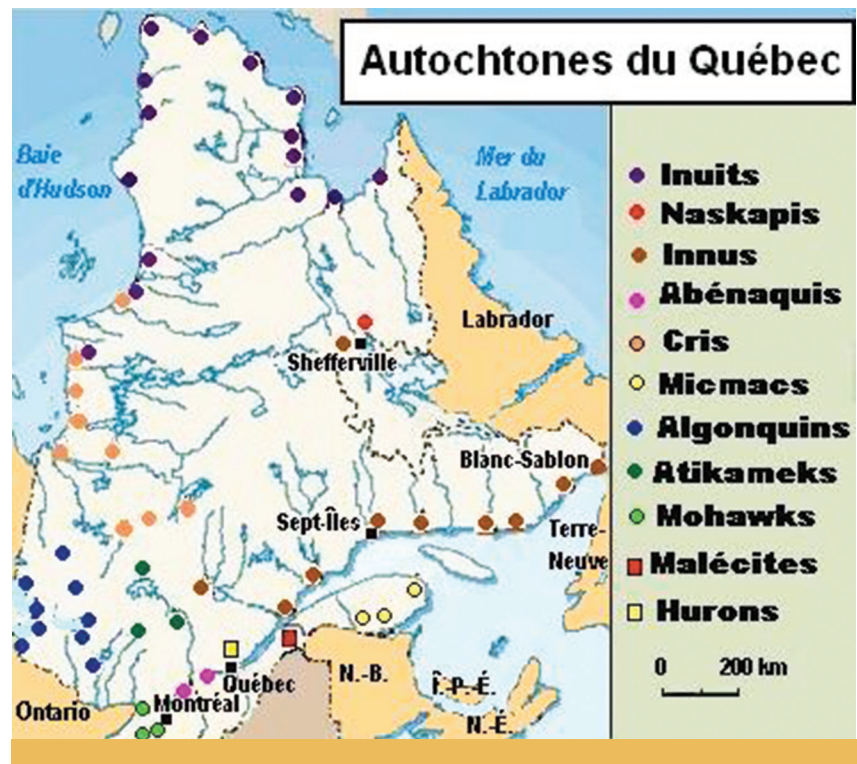 Autochtones du Québec
Baie
d'Hudson
Mer du
Labrador
Labrador
Shefferville
Blanc-Sablon
Sept-Îles
Terre-
Neuve
Québec
Montréal
Ontario
N.-B.
Î.-P.-É.
N.-É.
Inuits
Naskapis
Innus
Abénaquis
Cris
Micmacs
Algonquins
Atikameks
Mohawks
Malécites
Hurons
0 200 km